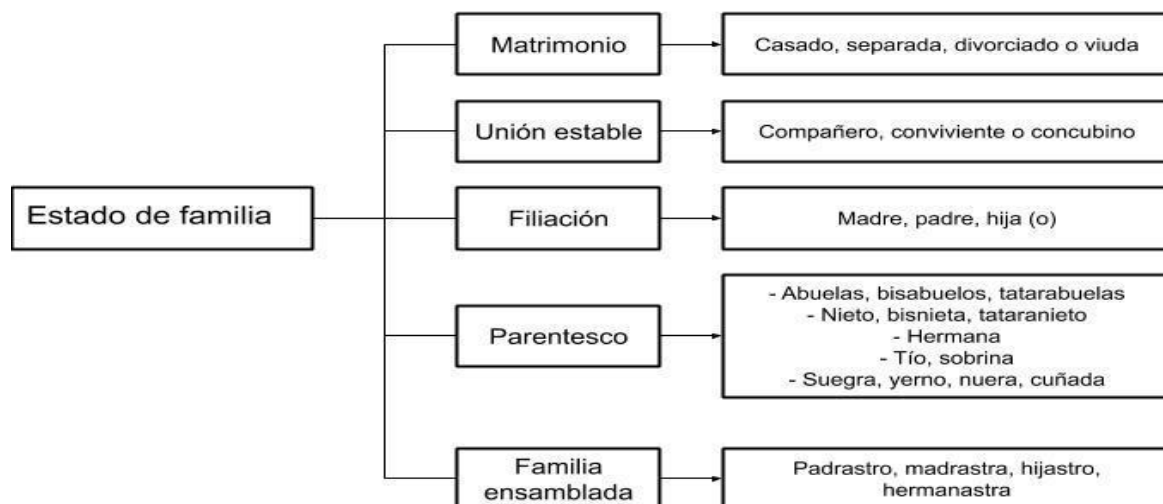 Estado de familia
Matrimonio
Casado, separada, divorciado o viuda
Unión estable
Compañero, conviviente o concubino
Filiación
Madre, padre, hija (o)
Parentesco
- Abuelas, bisabuelos, tatarabuelas
- Nieto, bisnieta, tataranieto
- Hermana
- Tío, sobrina
- Suegra, yerno, nuera, cuñada
Familia
ensamblada
Padrastro, madrastra, hijastro,
hermanastra